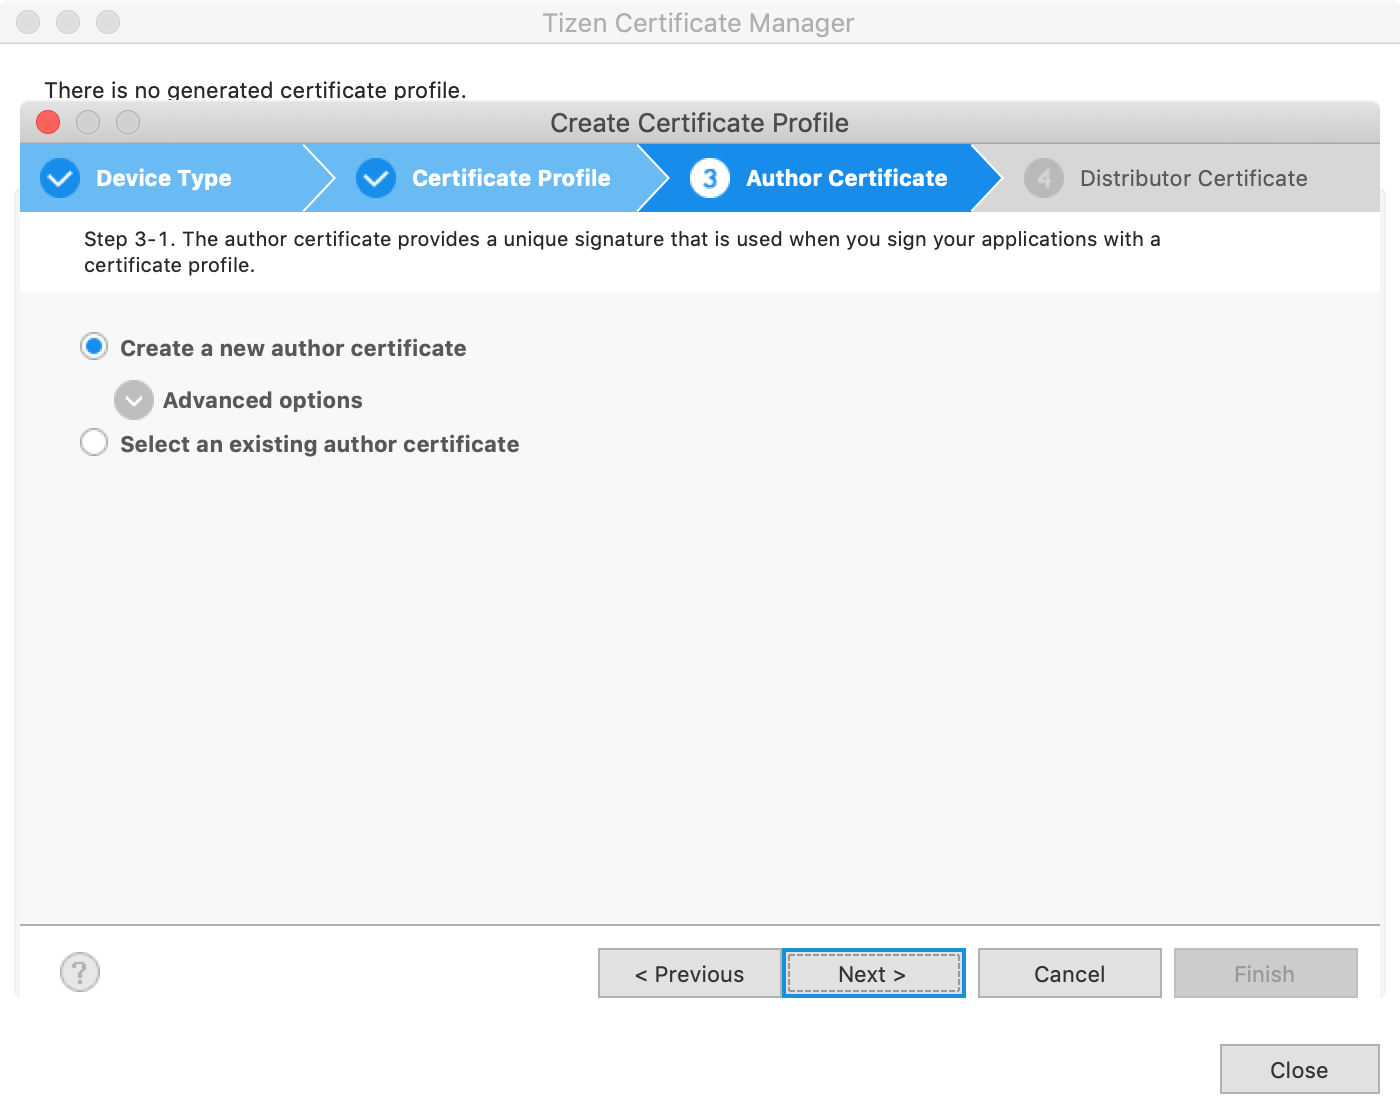 Tizen Certificate Manager
There is no generated certificate profile.
Create Certificate Profile
Device Type
Certificate Profile
3 Author Certificate
4 Distributor Certificate
Step 3-1. The author certificate provides a unique signature that is used when you sign your applications with a
certificate profile.
Create a new author certificate
Advanced options
Select an existing author certificate
?
< Previous
Next >
Cancel
Finish
Close